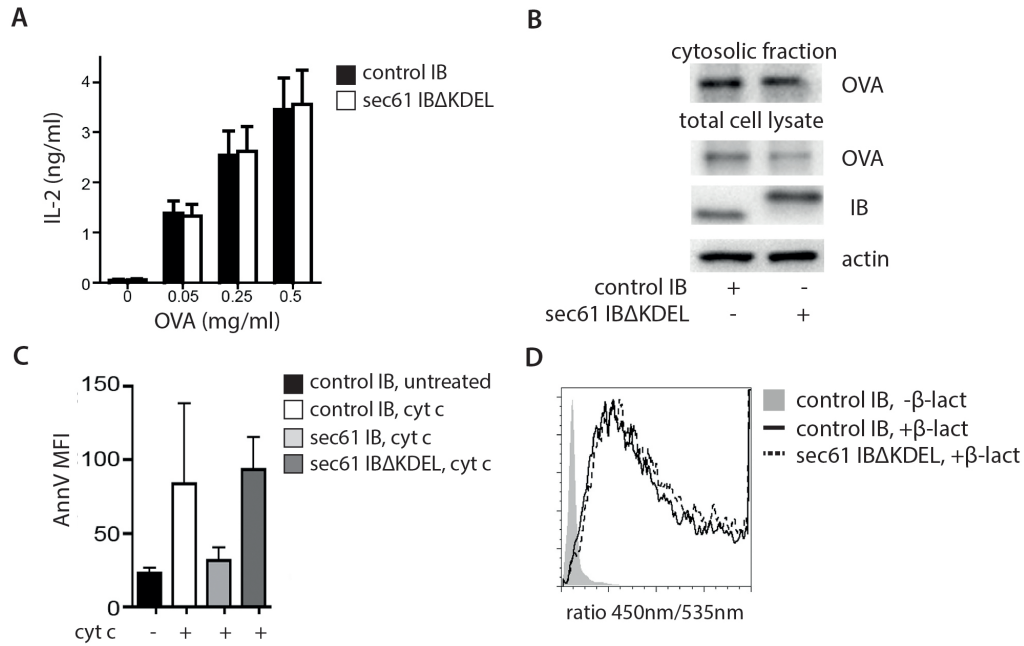 A
control IB
sec61 IBΔKDEL
IL-2 (ng/ml)
4
3
2
1
0
0 0.05 0.25 0.5
OVA (mg/ml)
B
cytosolic fraction
OVA
total cell lysate
OVA
IB
actin
control IB + -
sec61 IBΔKDEL - +
C
control IB, untreated
control IB, cyt c
sec61 IB, cyt c
sec61 IBΔKDEL, cyt c
AnnV MFI
150
100
50
0
cyt c - + + +
D
control IB, -β-lact
control IB, +β-lact
sec61 IBΔKDEL, +β-lact
ratio 450nm/535nm